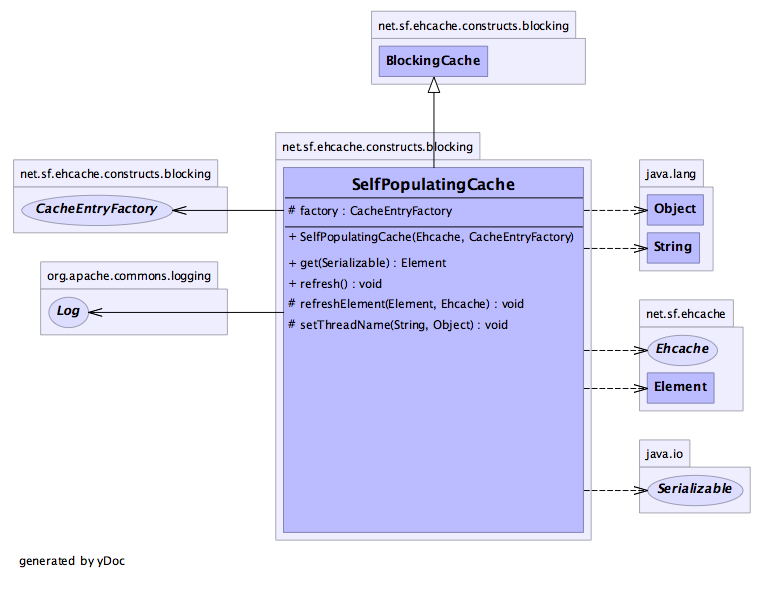 net.sf.ehcache.constructs.blocking
BlockingCache
net.sf.ehcache.constructs.blocking
SelfPopulatingCache
# factory : CacheEntryFactory
+ SelfPopulatingCache(Ehcache, CacheEntryFactory)
+ get(Serializable) : Element
+ refresh() : void
# refreshElement(Element, Ehcache) : void
# setThreadName(String, Object) : void
net.sf.ehcache.constructs.blocking
CacheEntryFactory
org.apache.commons.logging
Log
java.lang
Object
String
net.sf.ehcache
Ehcache
Element
java.io
Serializable
generated by yDoc